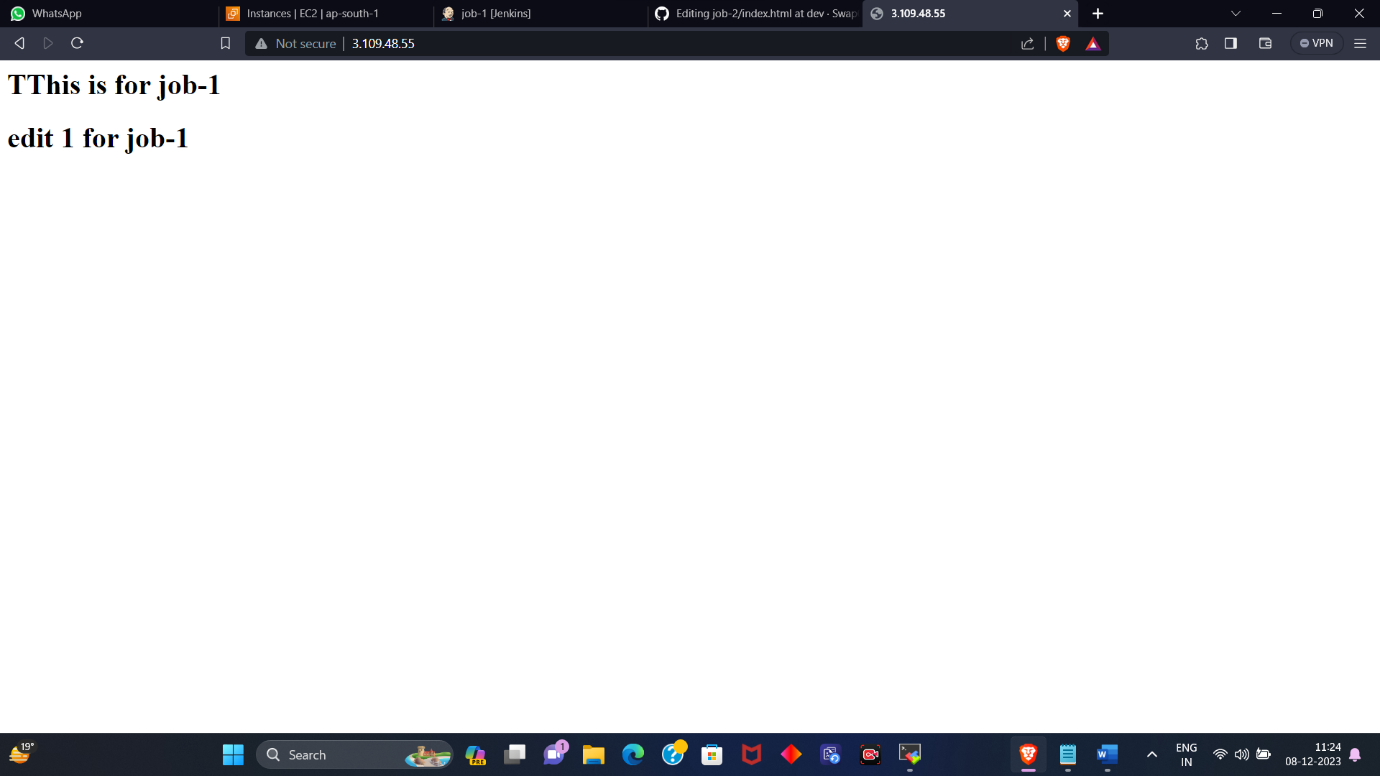 WhatsApp
Instances | EC2 | ap-south-1
job-1 [Jenkins]
Editing job-2/index.html at dev · Swap
3.109.48.55
Not secure
3.109.48.55
VPN
TThis is for job-1
edit 1 for job-1
19°
Search
PRE
1
ENG
IN
11:24
08-12-2023